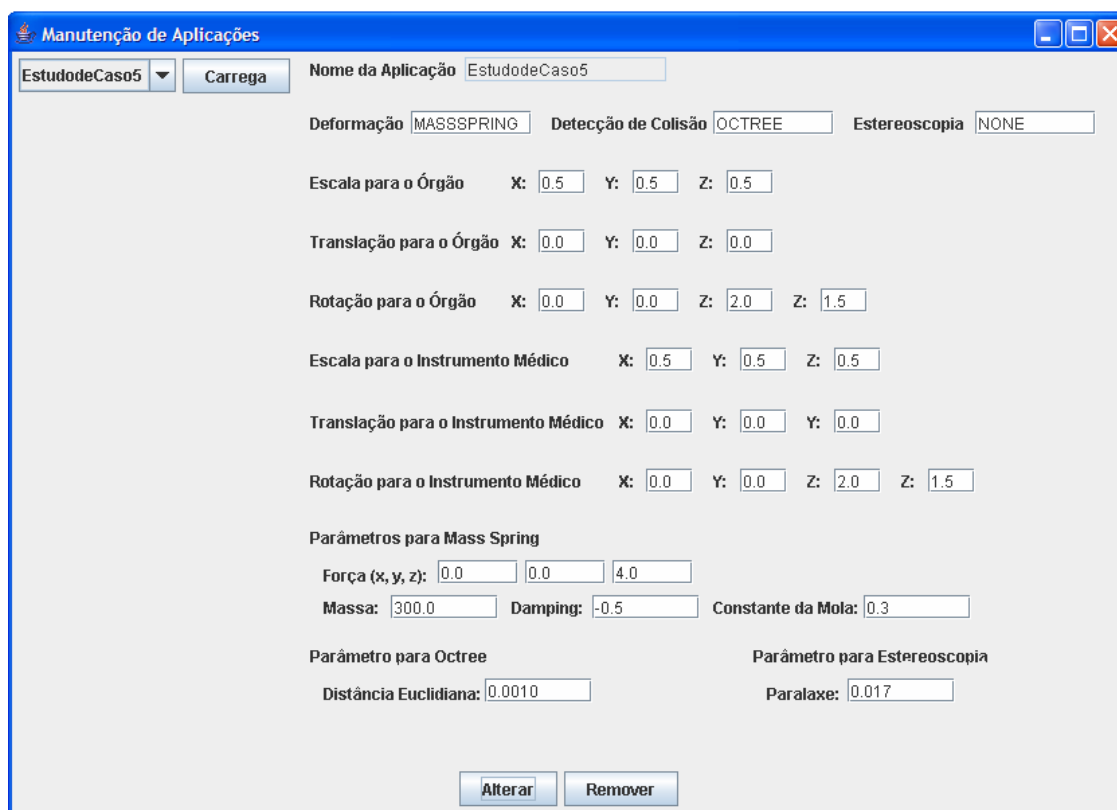 Manutenção de Aplicações
EstudodeCaso5 Carrega Nome da Aplicação EstudodeCaso5
Deformação MASSSPRING Detecção de Colisão OCTREE Estereoscopia NONE
Escala para o Órgão X: 0.5 Y: 0.5 Z: 0.5
Translação para o Órgão X: 0.0 Y: 0.0 Z: 0.0
Rotação para o Órgão X: 0.0 Y: 0.0 Z: 2.0 Z: 1.5
Escala para o Instrumento Médico X: 0.5 Y: 0.5 Z: 0.5
Translação para o Instrumento Médico X: 0.0 Y: 0.0 Y: 0.0
Rotação para o Instrumento Médico X: 0.0 Y: 0.0 Z: 2.0 Z: 1.5
Parâmetros para Mass Spring
Força (x, y, z): 0.0 0.0 4.0
Massa: 300.0 Damping: -0.5 Constante da Mola: 0.3
Parâmetro para Octree Parâmetro para Estereoscopia
Distância Euclidiana: 0.0010 Paralaxe: 0.017
Alterar Remover